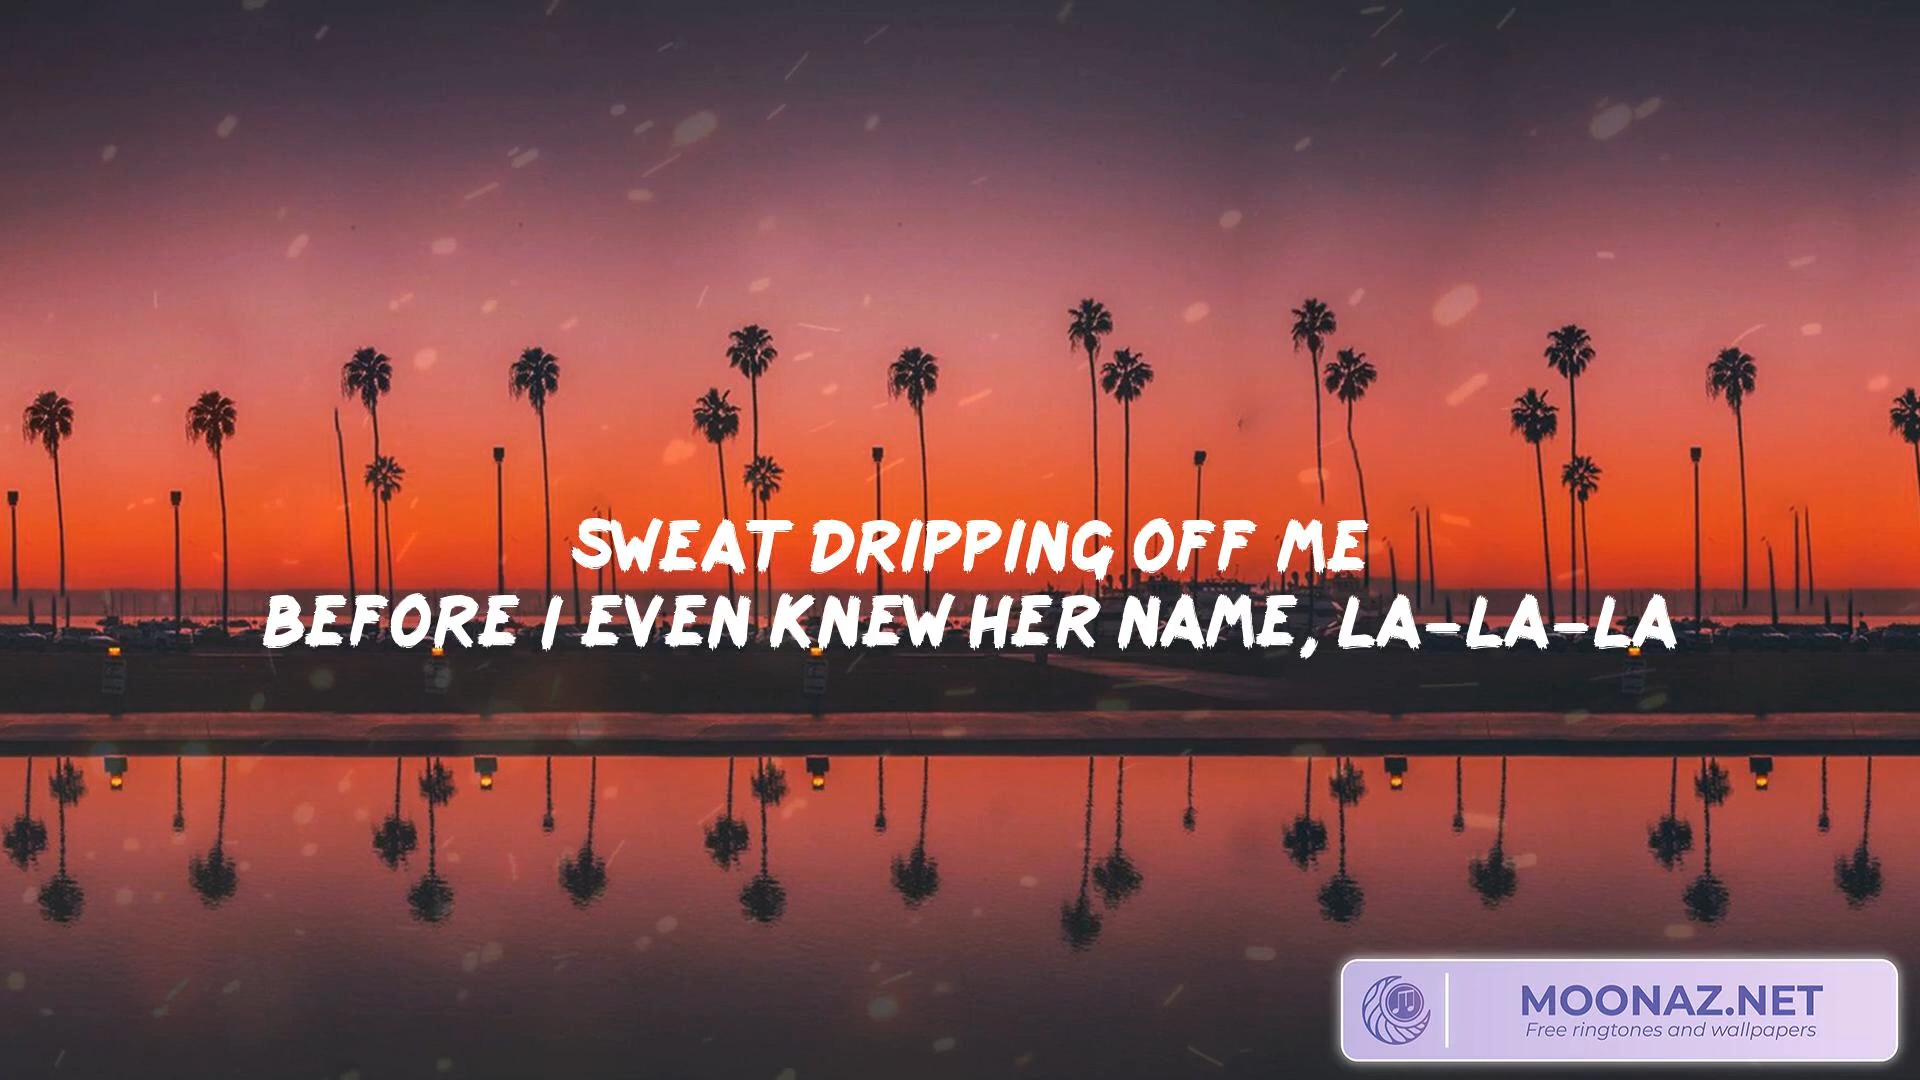 SWEAT DRIPPING OFF ME
BEFORE I EVEN KNEW HER NAME, LA-LA-LA
MOONAZ.NET
Free ringtones and wallpapers